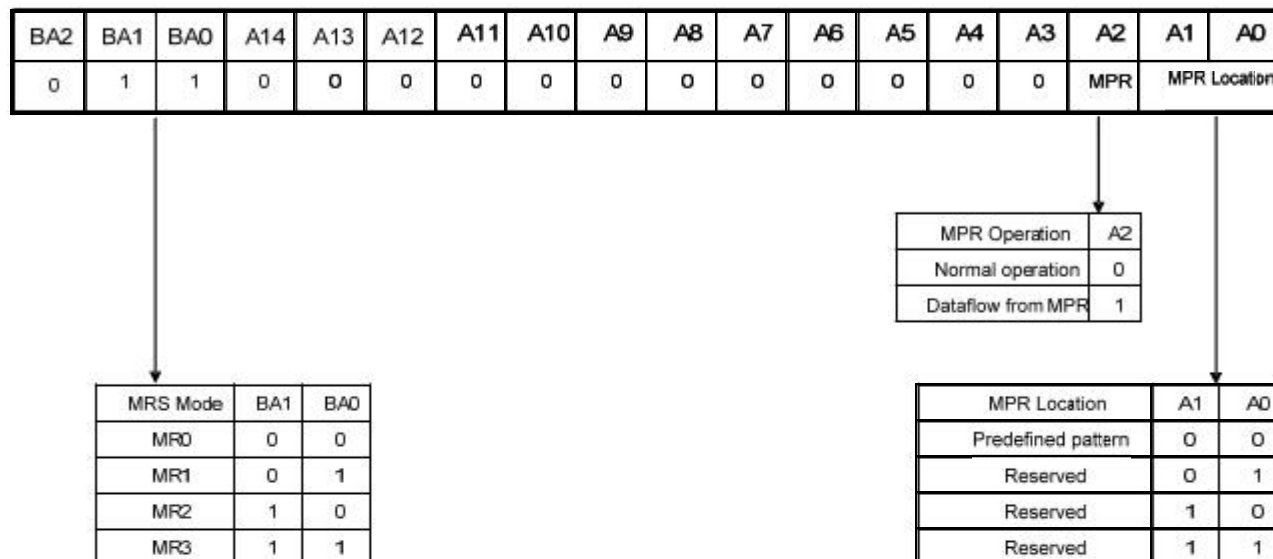 BA2 BA1 BA0 A14 A13 A12 A11 A10 A9 A8 A7 A6 A5 A4 A3 A2 A1 A0
0 1 1 0 0 0 0 0 0 0 0 0 0 0 0 MPR MPR Location
MPR Operation A2
Normal operation 0
Dataflow from MPR 1
MRS Mode BA1 BA0
MR0 0 0
MR1 0 1
MR2 1 0
MR3 1 1
MPR Location A1 A0
Predefined pattern 0 0
Reserved 0 1
Reserved 1 0
Reserved 1 1